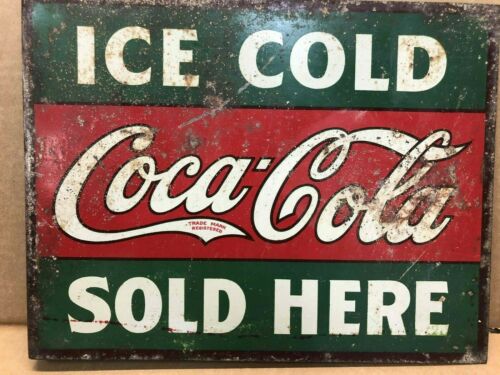 ICE COLD
Coca-Cola
TRADE MARK
REGISTERED
SOLD HERE